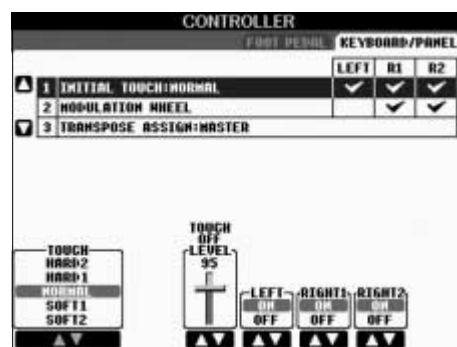 CONTROLLER
FOOT PEDAL KEYBOARD/PANEL
LEFT R1 R2
1 INITIAL TOUCH:NORMAL
2 MODULATION WHEEL
3 TRANSPOSE ASSIGN:MASTER
TOUCH
HARD2
HARD1
NORMAL
SOFT1
SOFT2
TOUCH
OFF
LEVEL
95
LEFT RIGHT1 RIGHT2
ON ON ON
OFF OFF OFF